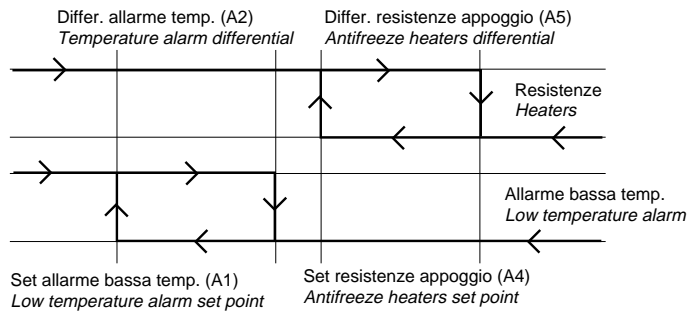 Differ. allarme temp. (A2)
Temperature alarm differential
Differ. resistenze appoggio (A5)
Antifreeze heaters differential
Resistenze
Heaters
Allarme bassa temp.
Low temperature alarm
Set allarme bassa temp. (A1)
Low temperature alarm set point
Set resistenze appoggio (A4)
Antifreeze heaters set point